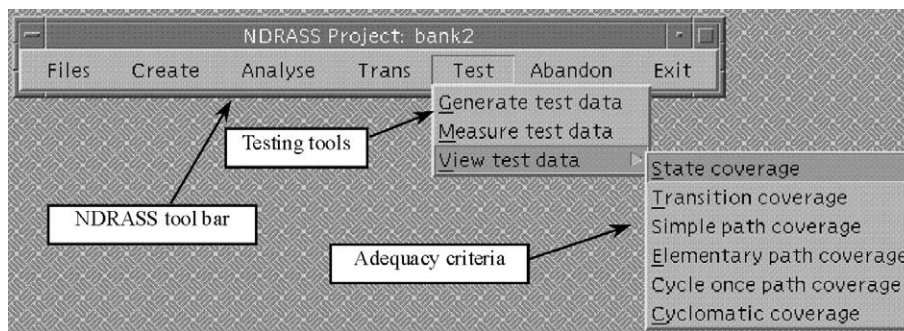 NDRASS Project: bank2
Files Create Analyse Trans Test Abandon Exit
Generate test data
Measure test data
View test data
Testing tools
State coverage
Transition coverage
Simple path coverage
Elementary path coverage
Cycle once path coverage
Cyclomatic coverage
NDRASS tool bar
Adequacy criteria